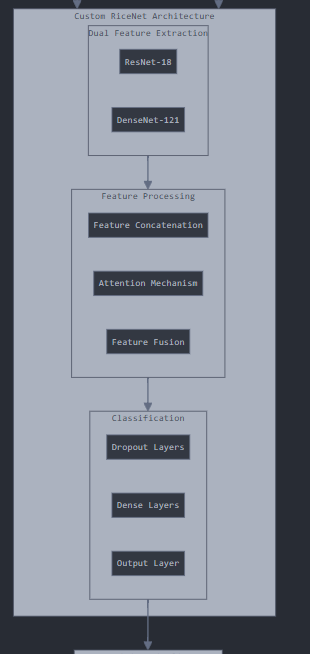 Custom RiceNet Architecture
Dual Feature Extraction
ResNet-18
DenseNet-121
Feature Processing
Feature Concatenation
Attention Mechanism
Feature Fusion
Classification
Dropout Layers
Dense Layers
Output Layer